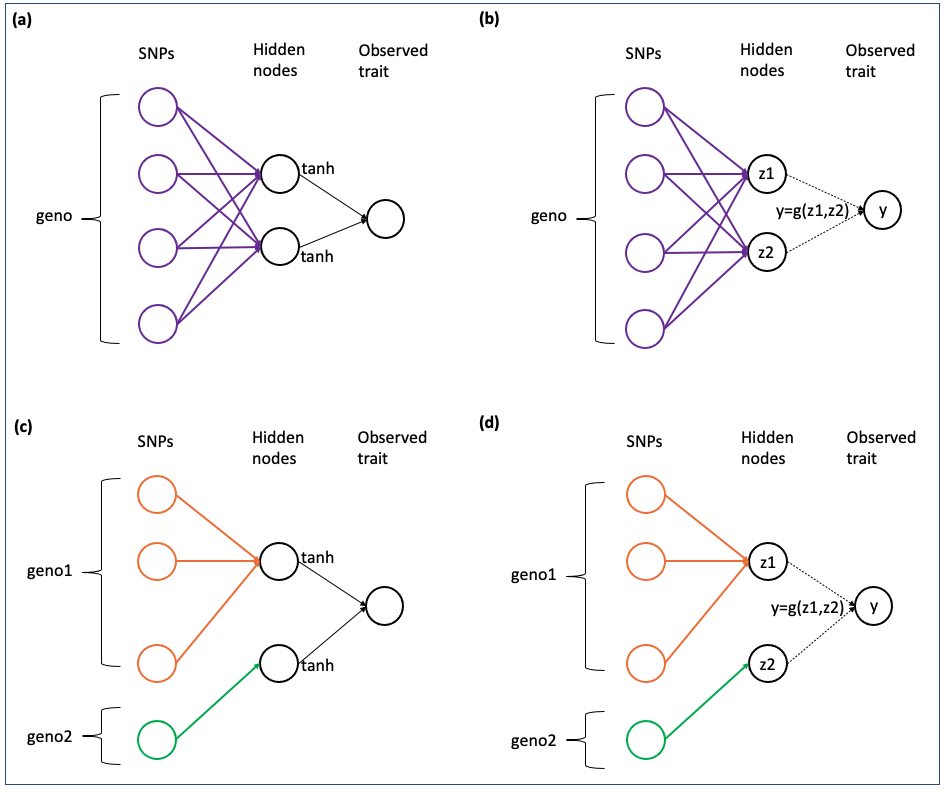 (a)
SNPs
Hidden
nodes
Observed
trait
geno
tanh
tanh
(b)
SNPs
Hidden
nodes
Observed
trait
geno
z1
y=g(z1,z2)
y
z2
(c)
SNPs
Hidden
nodes
Observed
trait
geno1
tanh
tanh
geno2
(d)
SNPs
Hidden
nodes
Observed
trait
geno1
z1
y=g(z1,z2)
y
z2
geno2